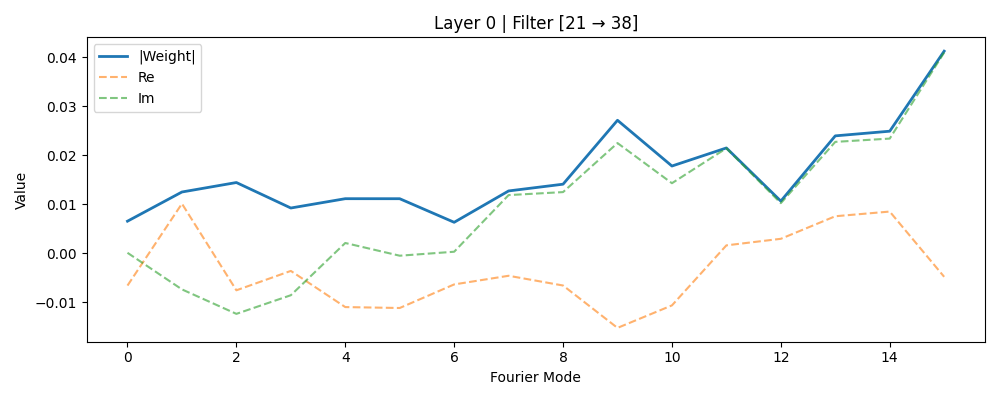 Layer 0 | Filter [21 → 38]
|Weight|
Re
Im
0.04
0.03
0.02
0.01
0.00
−0.01
Value
0 2 4 6 8 10 12 14
Fourier Mode